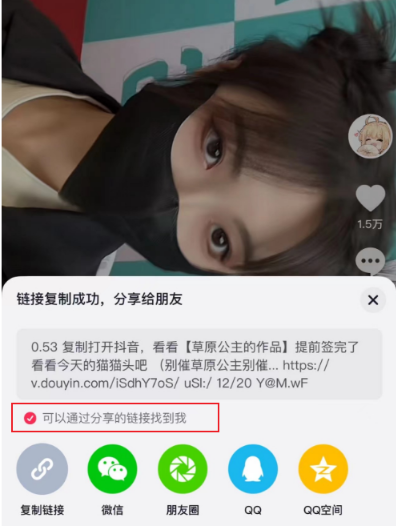 1.5万
链接复制成功，分享给朋友
0.53 复制打开抖音，看看【草原公主的作品】提前签完了
看看今天的猫猫头吧 （别催草原公主别催... https://
v.douyin.com/iSdhY7oS/ uSI:/ 12/20 Y@M.wF
可以通过分享的链接找到我
复制链接 微信 朋友圈 QQ QQ空间